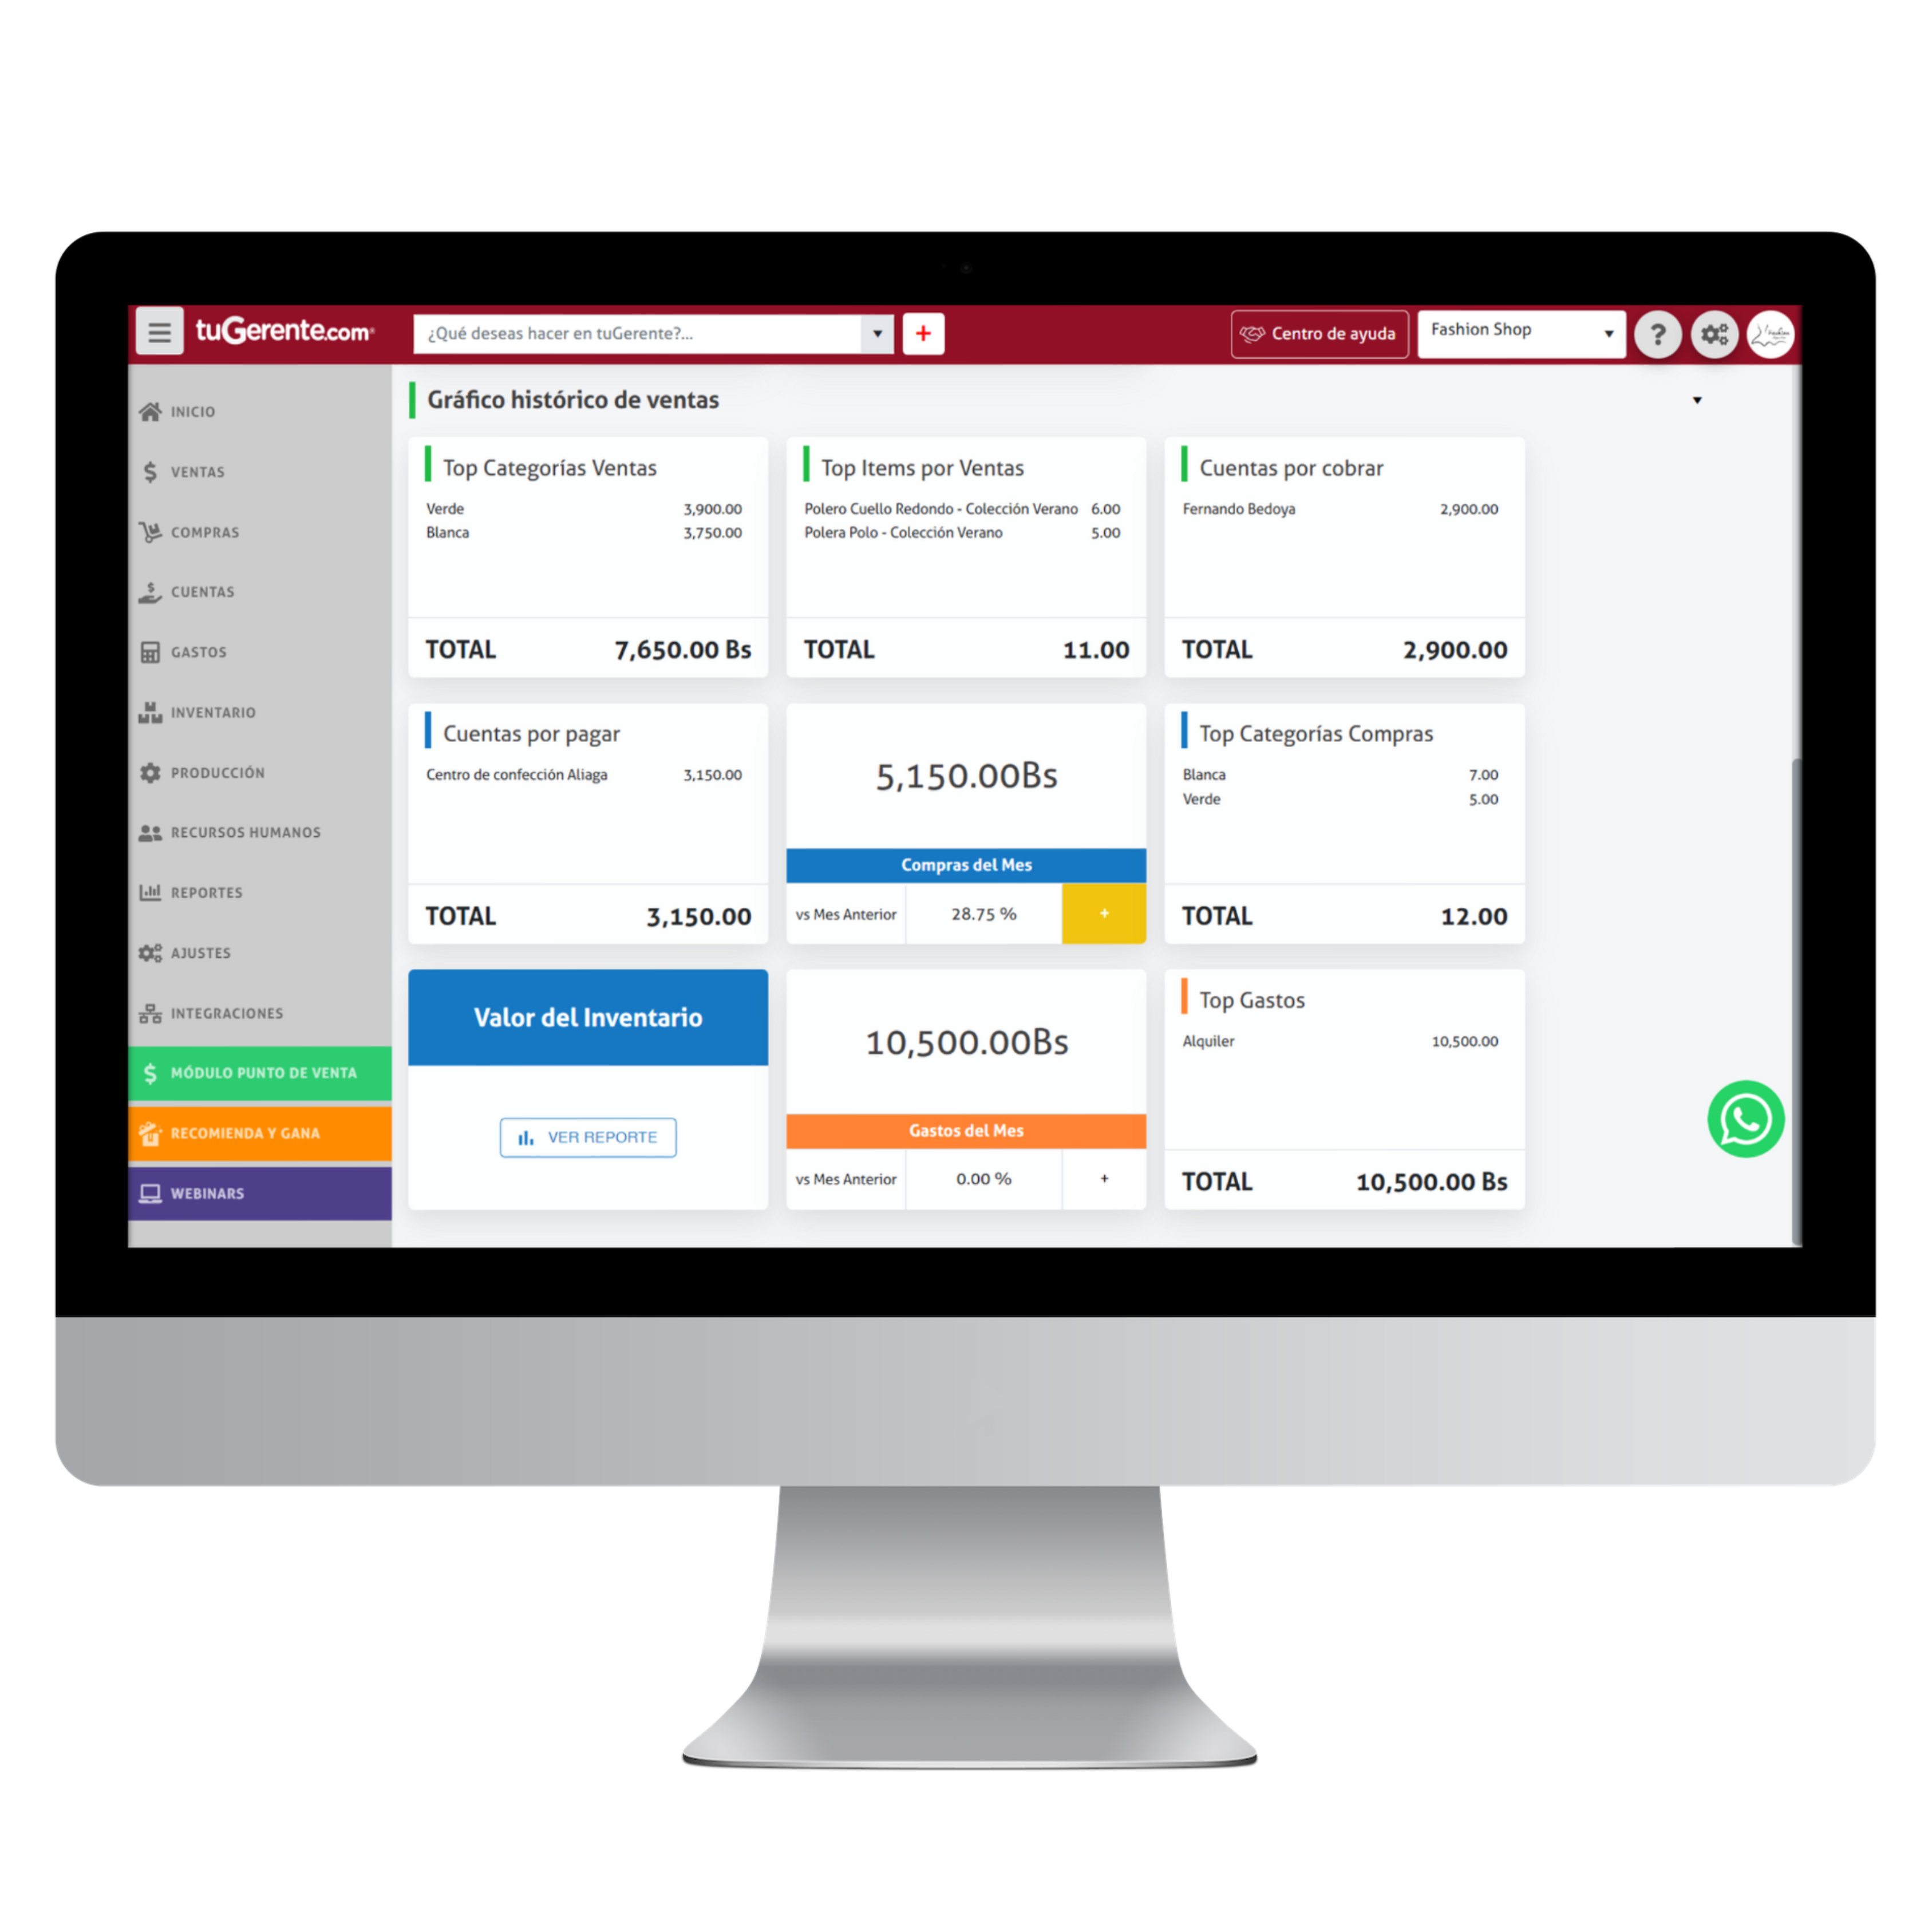 tuGerente.com®
¿Qué deseas hacer en tuGerente?...
+
Centro de ayuda
Fashion Shop
?
INICIO
VENTAS
COMPRAS
CUENTAS
GASTOS
INVENTARIO
PRODUCCIÓN
RECURSOS HUMANOS
REPORTES
AJUSTES
INTEGRACIONES
MÓDULO PUNTO DE VENTA
RECOMIENDA Y GANA
WEBINARS
Gráfico histórico de ventas
Top Categorías Ventas
Verde 3,900.00
Blanca 3,750.00
TOTAL 7,650.00 Bs
Top Items por Ventas
Polero Cuello Redondo - Colección Verano 6.00
Polera Polo - Colección Verano 5.00
TOTAL 11.00
Cuentas por cobrar
Fernando Bedoya 2,900.00
TOTAL 2,900.00
Cuentas por pagar
Centro de confección Aliaga 3,150.00
TOTAL 3,150.00
5,150.00Bs
Compras del Mes
vs Mes Anterior 28.75 % +
Top Categorías Compras
Blanca 7.00
Verde 5.00
TOTAL 12.00
Valor del Inventario
VER REPORTE
10,500.00Bs
Gastos del Mes
vs Mes Anterior 0.00 % +
Top Gastos
Alquiler 10,500.00
TOTAL 10,500.00 Bs